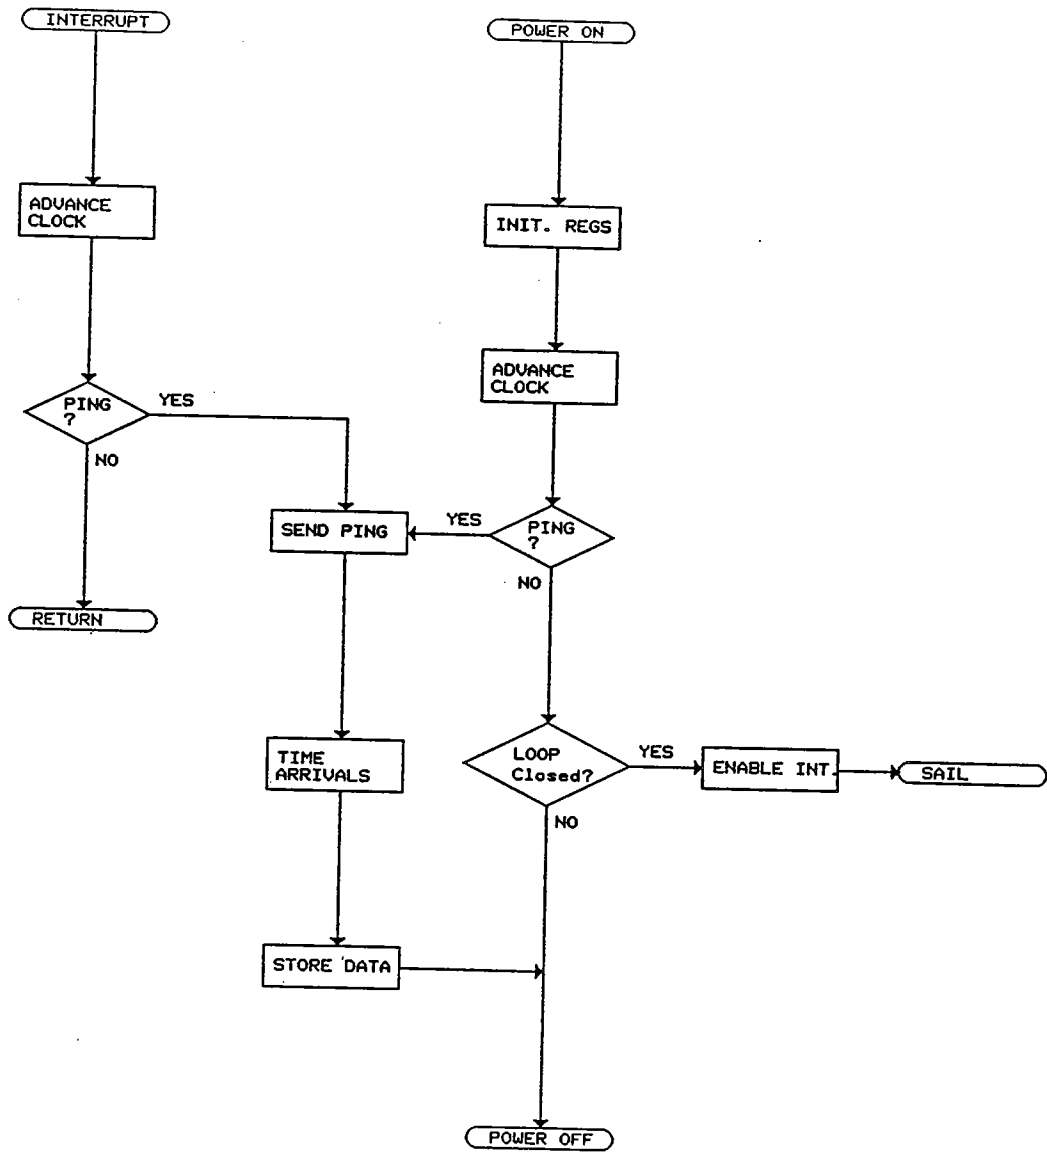 INTERRUPT
POWER ON
ADVANCE
CLOCK
INIT. REGS
ADVANCE
CLOCK
PING
?
YES
NO
SEND PING
YES
PING
?
NO
RETURN
TIME
ARRIVALS
LOOP
Closed?
YES
ENABLE INT.
SAIL
NO
STORE DATA
POWER OFF